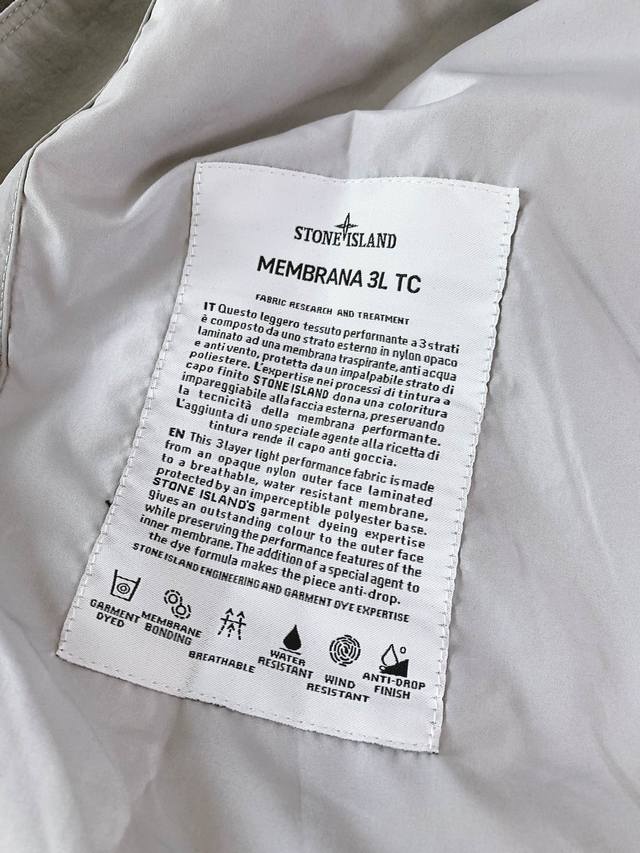 STONE ISLAND
MEMBRANA 3L TC
FABRIC RESEARCH AND TREATMENT
IT Questo leggero tessuto performante a 3 strati
è composto da uno strato esterno in nylon opaco
laminato ad una membrana traspirante, anti acqua
e anti vento, protetta da un impalpabile strato di
poliestere. L'expertise nei processi di tintura a
capo finito STONE ISLAND dona una coloritura
impareggiabile alla faccia esterna, preservando
la tecnicità della membrana performante.
L'aggiunta di uno speciale agente alla ricetta di
tintura rende il capo anti goccia.
EN This 3 layer light performance fabric is made
from an opaque nylon outer face laminated
to a breathable, water resistant membrane,
protected by an imperceptible polyester base.
STONE ISLAND'S garment dyeing expertise
gives an outstanding colour to the outer face
while preserving the performance features of the
inner membrane. The addition of a special agent to
the dye formula makes the piece anti-drop.
STONE ISLAND ENGINEERING AND GARMENT DYE EXPERTISE
GARMENT
DYED
MEMBRANE
BONDING
BREATHABLE
WATER
RESISTANT
WIND
RESISTANT
ANTI-DROP
FINISH